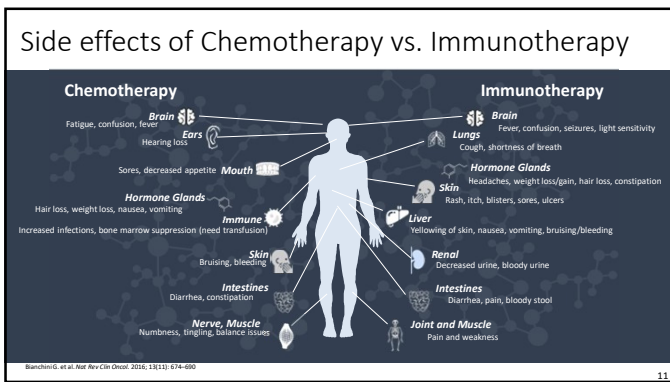 Side effects of Chemotherapy vs. Immunotherapy
Chemotherapy
Brain
Fatigue, confusion, fever
Ears
Hearing loss
Mouth
Sores, decreased appetite
Hormone Glands
Hair loss, weight loss, nausea, vomiting
Immune
Increased infections, bone marrow suppression (need transfusion)
Skin
Bruising, bleeding
Intestines
Diarrhea, constipation
Nerve, Muscle
Numbness, tingling, balance issues
Immunotherapy
Brain
Fever, confusion, seizures, light sensitivity
Lungs
Cough, shortness of breath
Hormone Glands
Headaches, weight loss/gain, hair loss, constipation
Skin
Rash, itch, blisters, sores, ulcers
Liver
Yellowing of skin, nausea, vomiting, bruising/bleeding
Renal
Decreased urine, bloody urine
Intestines
Diarrhea, pain, bloody stool
Joint and Muscle
Pain and weakness
Bianchini G. et al. Nat Rev Clin Oncol. 2016; 13(11): 674–690
11